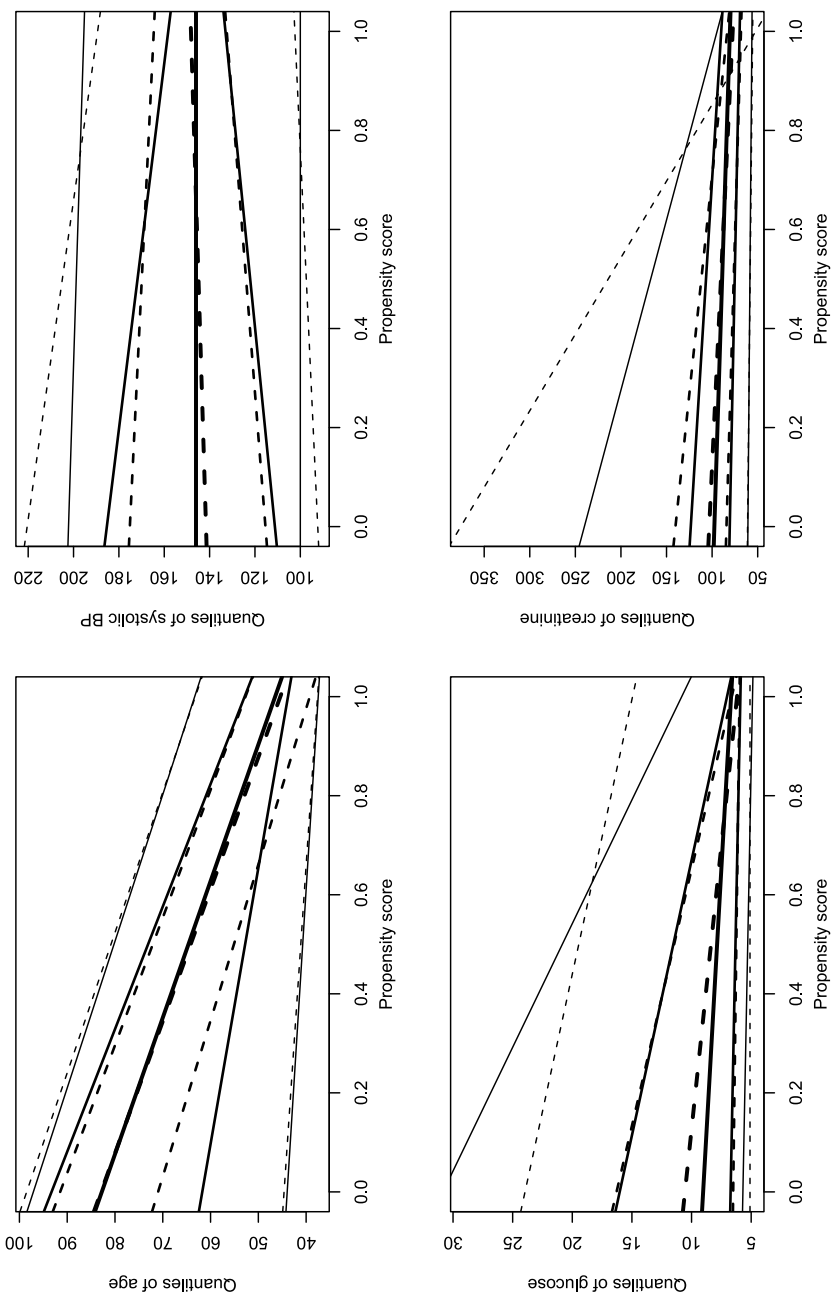 Quantiles of age
100
90
80
70
60
50
40
0.0 0.2 0.4 0.6 0.8 1.0
Propensity score
Quantiles of systolic BP
220
200
180
160
140
120
100
0.0 0.2 0.4 0.6 0.8 1.0
Propensity score
Quantiles of glucose
30
25
20
15
10
5
0.0 0.2 0.4 0.6 0.8 1.0
Propensity score
Quantiles of creatinine
350
300
250
200
150
100
50
0.0 0.2 0.4 0.6 0.8 1.0
Propensity score